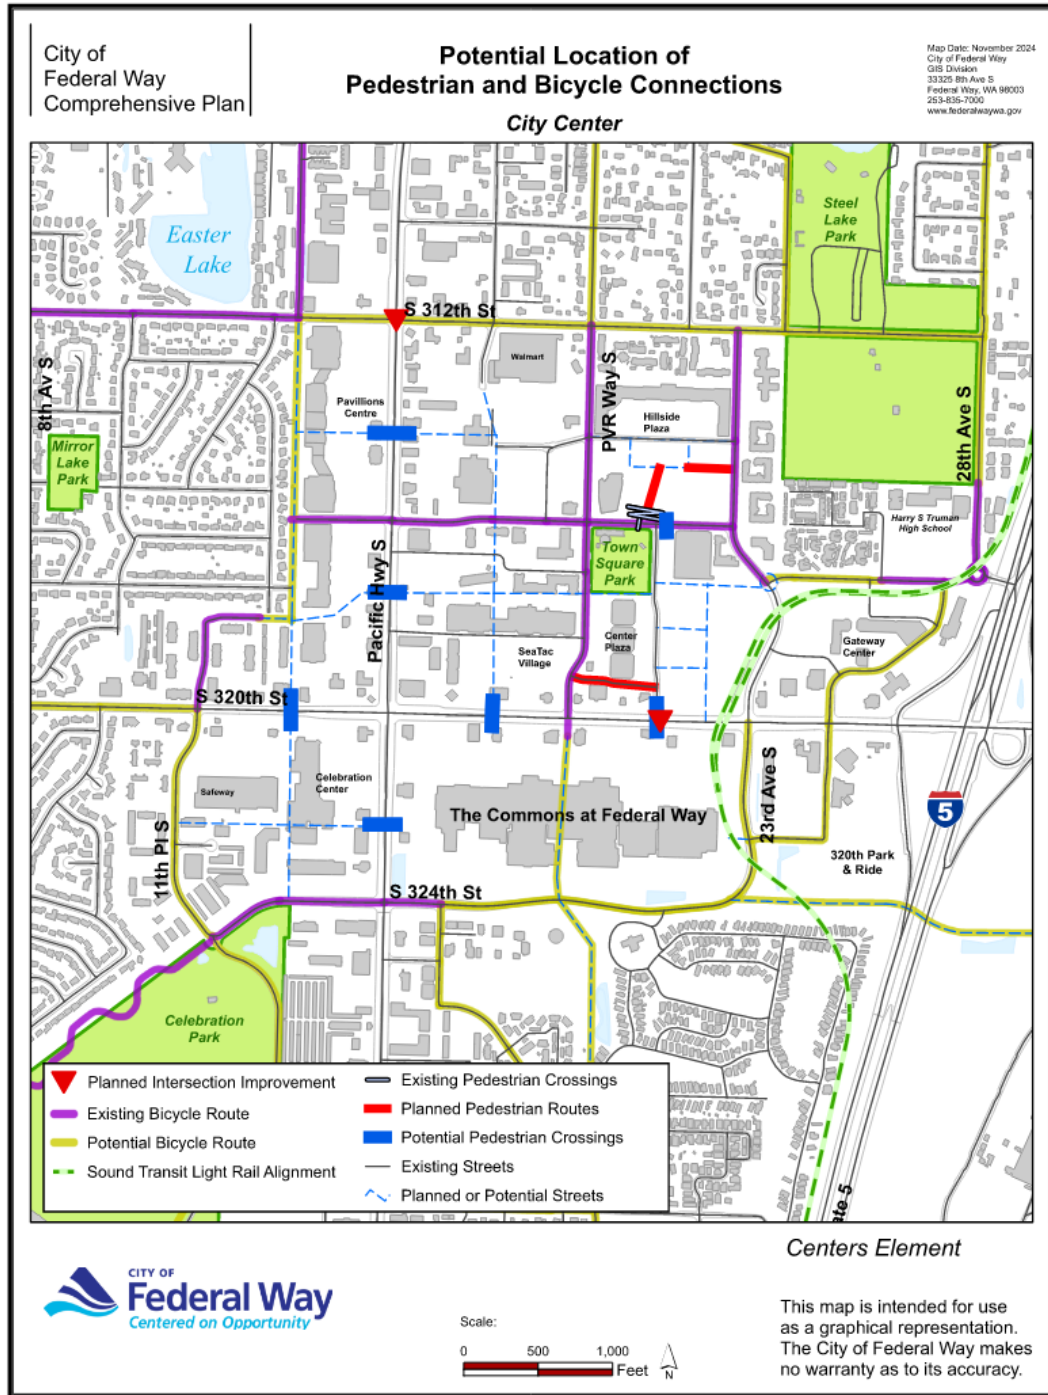 City of
Federal Way
Comprehensive Plan
Potential Location of
Pedestrian and Bicycle Connections
City Center
Map Date: November 2024
City of Federal Way
GIS Division
33325 8th Ave S
Federal Way, WA 98003
253-835-7000
www.federalwaywa.gov
Easter
Lake
Steel
Lake
Park
S 312th St
Walmart
8th Av S
PVR Way S
Pavillions
Centre
Hillside
Plaza
28th Ave S
Mirror
Lake
Park
Harry S Truman
High School
Pacific Hwy S
Town
Square
Park
Center
Plaza
SeaTac
Village
Gateway
Center
S 320th St
Safeway
Celebration
Center
The Commons at Federal Way
23rd Ave S
5
11th Pl S
320th Park
& Ride
S 324th St
Celebration
Park
Planned Intersection Improvement
Existing Bicycle Route
Potential Bicycle Route
Sound Transit Light Rail Alignment
Existing Pedestrian Crossings
Planned Pedestrian Routes
Potential Pedestrian Crossings
Existing Streets
Planned or Potential Streets
ate 5
Centers Element
CITY OF
Federal Way
Centered on Opportunity
Scale:
0 500 1,000
Feet
N
This map is intended for use
as a graphical representation.
The City of Federal Way makes
no warranty as to its accuracy.